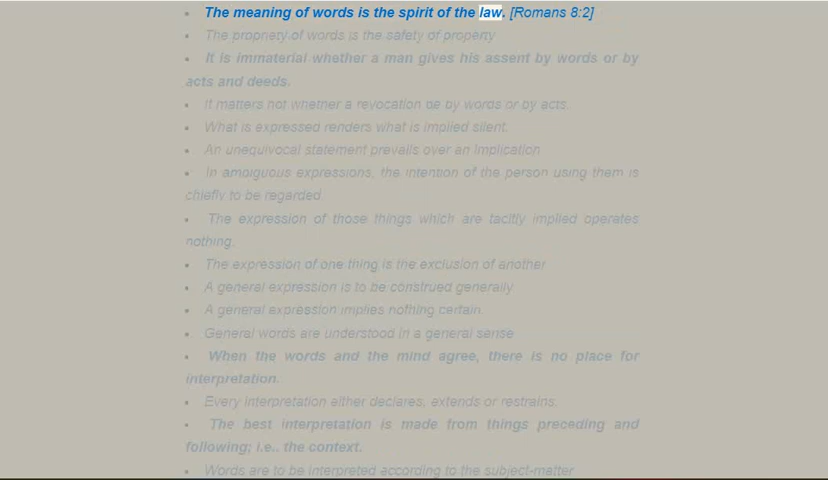 • The meaning of words is the spirit of the law. [Romans 8:2]
• The propriety of words is the safety of property
• It is immaterial whether a man gives his assent by words or by
acts and deeds.
• It matters not whether a revocation be by words or by acts.
• What is expressed renders what is implied silent.
• An unequivocal statement prevails over an implication
• In ambiguous expressions, the intention of the person using them is
chiefly to be regarded
• The expression of those things which are tacitly implied operates
nothing.
• The expression of one thing is the exclusion of another
• A general expression is to be construed generally
• A general expression implies nothing certain.
• General words are understood in a general sense
• When the words and the mind agree, there is no place for
interpretation.
• Every interpretation either declares, extends or restrains.
• The best interpretation is made from things preceding and
following; i.e.. the context.
• Words are to be interpreted according to the subject-matter